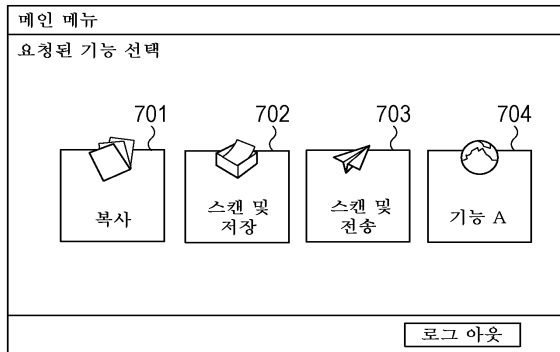 메인 메뉴
요청된 기능 선택
701
702
703
704
복사
스캔 및
저장
스캔 및
전송
기능 A
로그 아웃